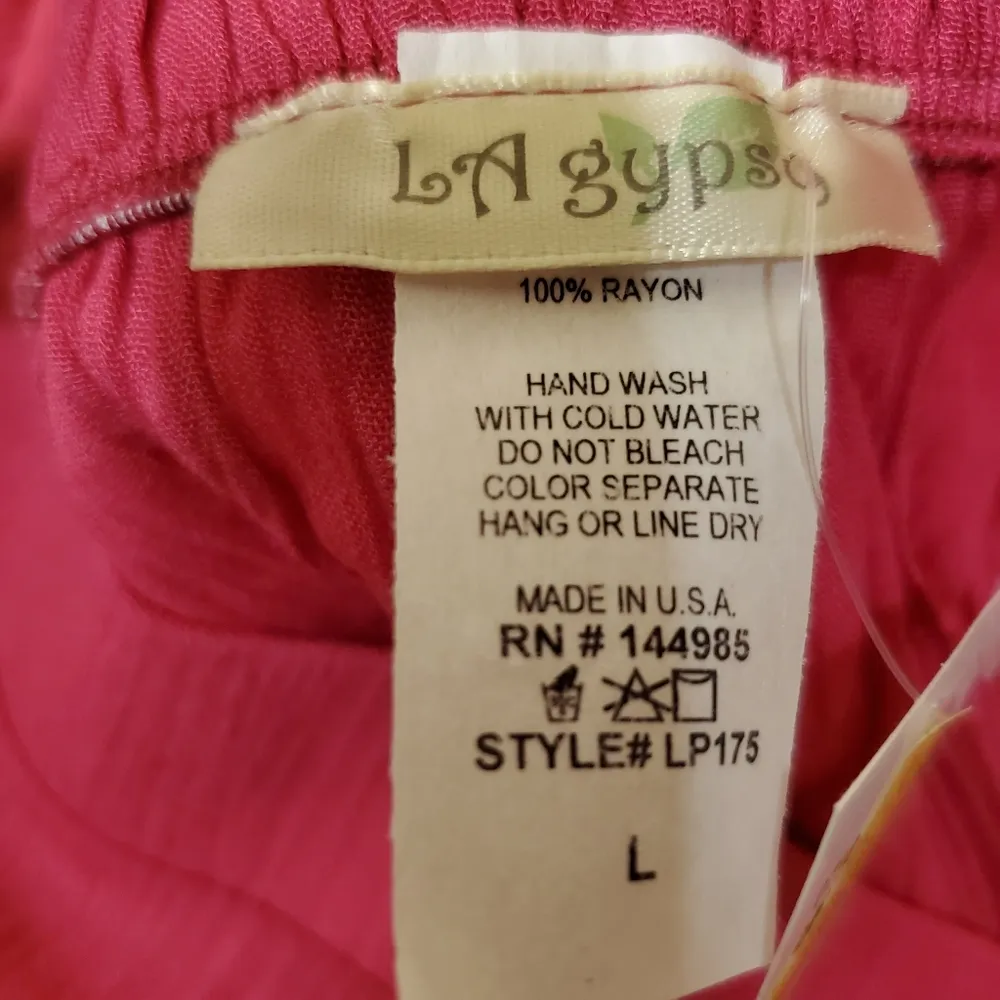 LA gypsy
100% RAYON
HAND WASH
WITH COLD WATER
DO NOT BLEACH
COLOR SEPARATE
HANG OR LINE DRY
MADE IN U.S.A.
RN # 144985
STYLE# LP175
L